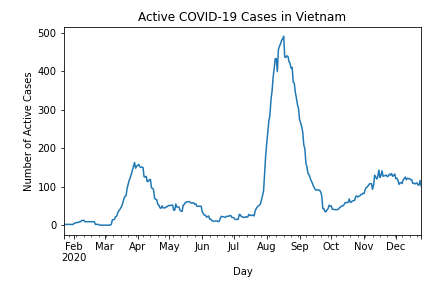 Active COVID-19 Cases in Vietnam
Number of Active Cases
500
400
300
200
100
0
Feb Mar Apr May Jun Jul Aug Sep Oct Nov Dec
2020
Day